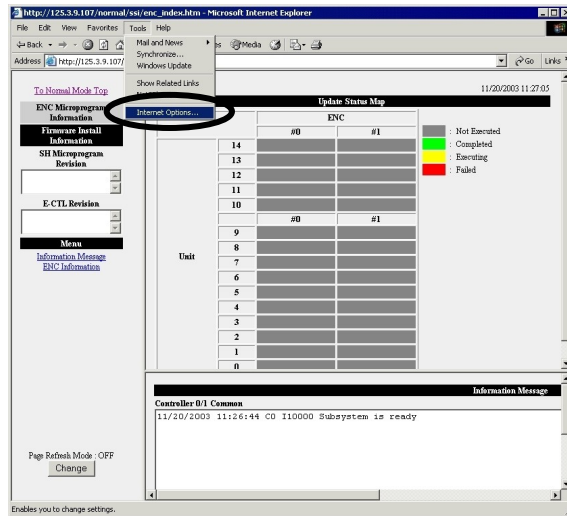 http://125.3.9.107/normal/ssi/enc_index.htm - Microsoft Internet Explorer
File Edit View Favorites Tools Help
Back
Media
Address http://125.3.9.107/
Go Links
Mail and News
Synchronize...
Windows Update
Show Related Links
Internet Options...
To Normal Mode Top
ENC Microprogram
Information
Firmware Install
Information
SH Microprogram
Revision
E-CTL Revision
Menu
Information Message
ENC Information
Page Refresh Mode : OFF
Change
11/20/2003 11:27:05
Update Status Map
ENC
#0 #1
14
13
12
11
10
#0 #1
Unit
9
8
7
6
5
4
3
2
1
0
: Not Executed
: Completed
: Executing
: Failed
Information Message
Controller 0/1 Common
11/20/2003 11:26:44 C0 I10000 Subsystem is ready
Enables you to change settings.